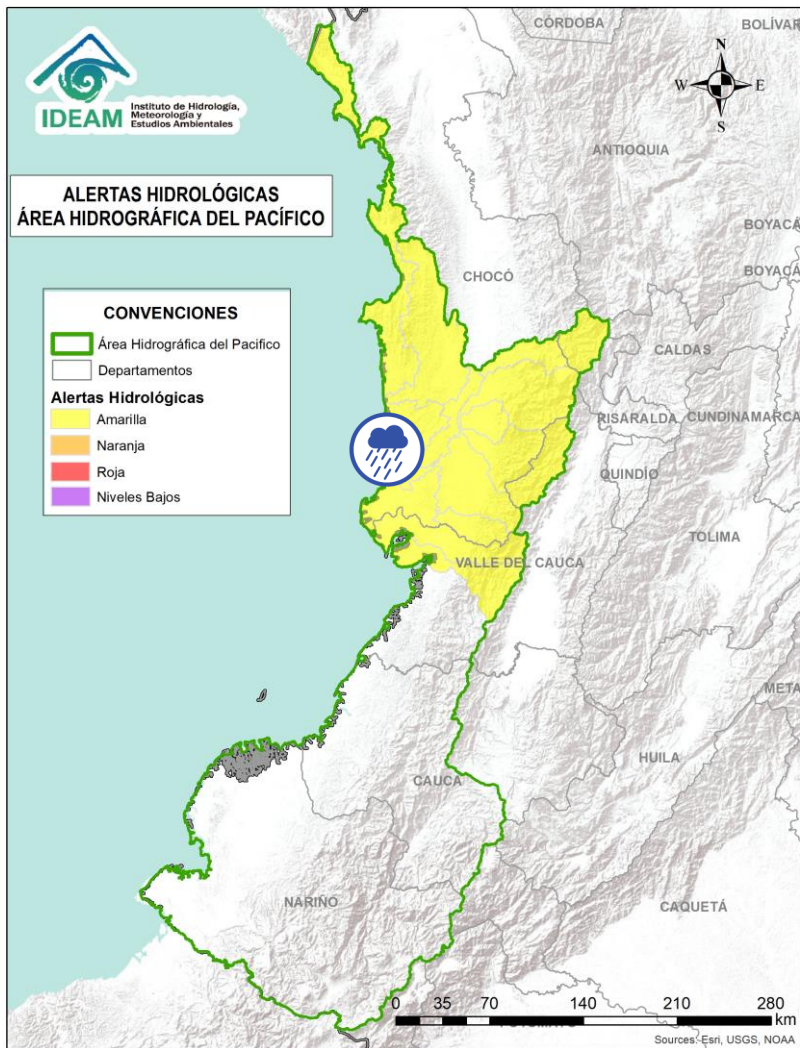 CÓRDOBA
BOLÍVAR
N
W
E
S
IDEAM
Instituto de Hidrología,
Meteorología y
Estudios Ambientales
ANTIOQUIA
ALERTAS HIDROLÓGICAS
ÁREA HIDROGRÁFICA DEL PACÍFICO
BOYACÁ
BOYACÁ
CHOCÓ
CONVENCIONES
Área Hidrográfica del Pacifico
Departamentos
Alertas Hidrológicas
Amarilla
Naranja
Roja
Niveles Bajos
CALDAS
RISARALDA
CUNDINAMARCA
QUINDÍO
TOLIMA
VALLE DEL CAUCA
META
HUILA
CAUCA
NARIÑO
CAQUETÁ
0 35 70 140 210 280
km
Sources: Esri, USGS, NOAA